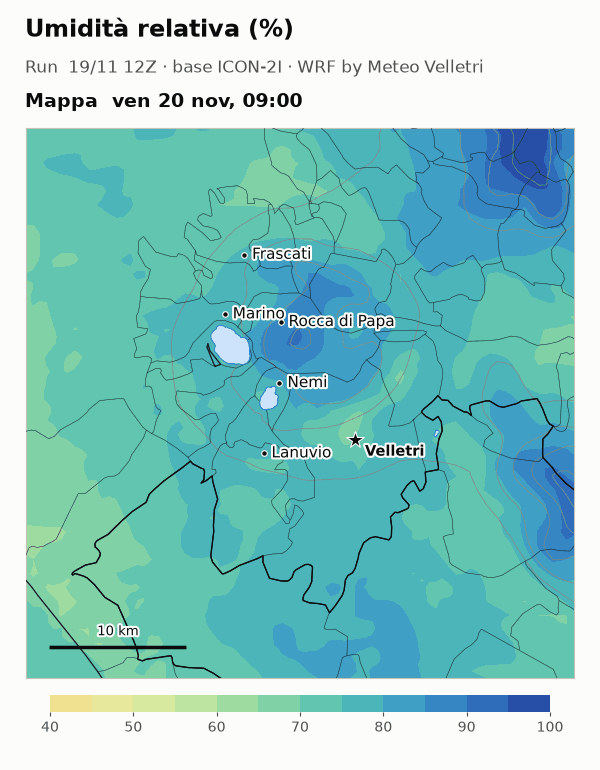 Umidità relativa (%)
Run  19/11 12Z · base ICON-2I · WRF by Meteo Velletri
Mappa  ven 20 nov, 09:00
Frascati
Marino
Rocca di Papa
Nemi
Velletri
Lanuvio
10 km
40 50 60 70 80 90 100